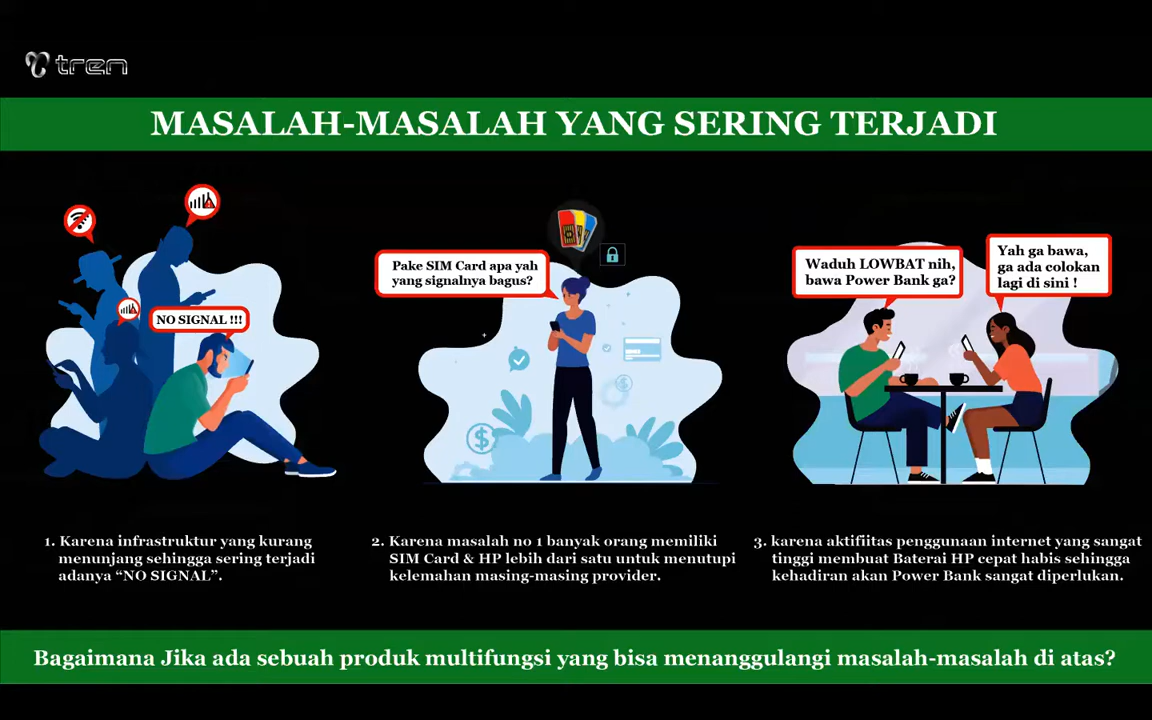 tren
MASALAH-MASALAH YANG SERING TERJADI
NO SIGNAL !!!
Pake SIM Card apa yah
yang signalnya bagus?
Waduh LOWBAT nih,
bawa Power Bank ga?
Yah ga bawa,
ga ada colokan
lagi di sini !
1. Karena infrastruktur yang kurang
menunjang sehingga sering terjadi
adanya “NO SIGNAL”.
2. Karena masalah no 1 banyak orang memiliki
SIM Card & HP lebih dari satu untuk menutupi
kelemahan masing-masing provider.
3. karena aktifiitas penggunaan internet yang sangat
tinggi membuat Baterai HP cepat habis sehingga
kehadiran akan Power Bank sangat diperlukan.
Bagaimana Jika ada sebuah produk multifungsi yang bisa menanggulangi masalah-masalah di atas?